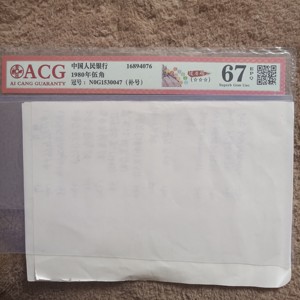 ACG
AI CANG GUARANTY
中国人民银行 16894076
1980年伍角
冠号: N0G1530047 (补号)
67 EPQ
Superb Gem Unc